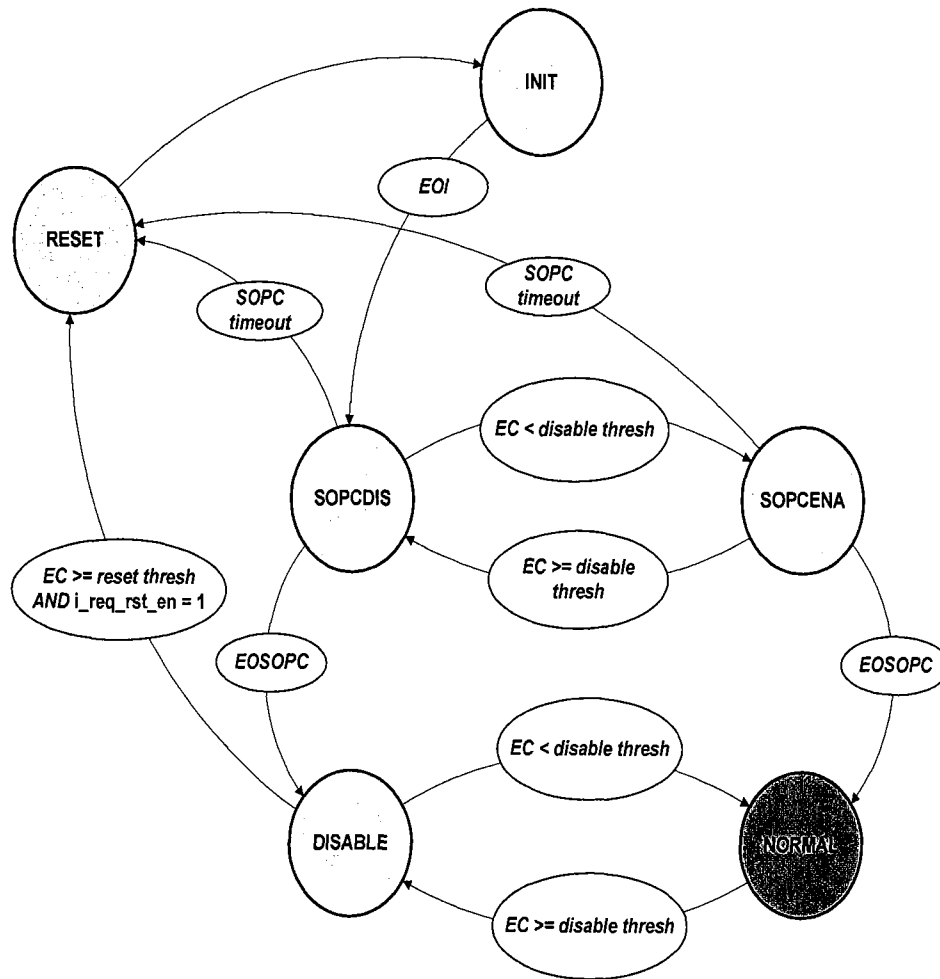 INIT
EOI
RESET
SOPC
timeout
SOPC
timeout
EC < disable thresh
SOPCDIS
SOPCENA
EC >= disable
thresh
EC >= reset thresh
AND i_req_rst_en = 1
EOSOPC
EOSOPC
EC < disable thresh
DISABLE
NORMAL
EC >= disable thresh